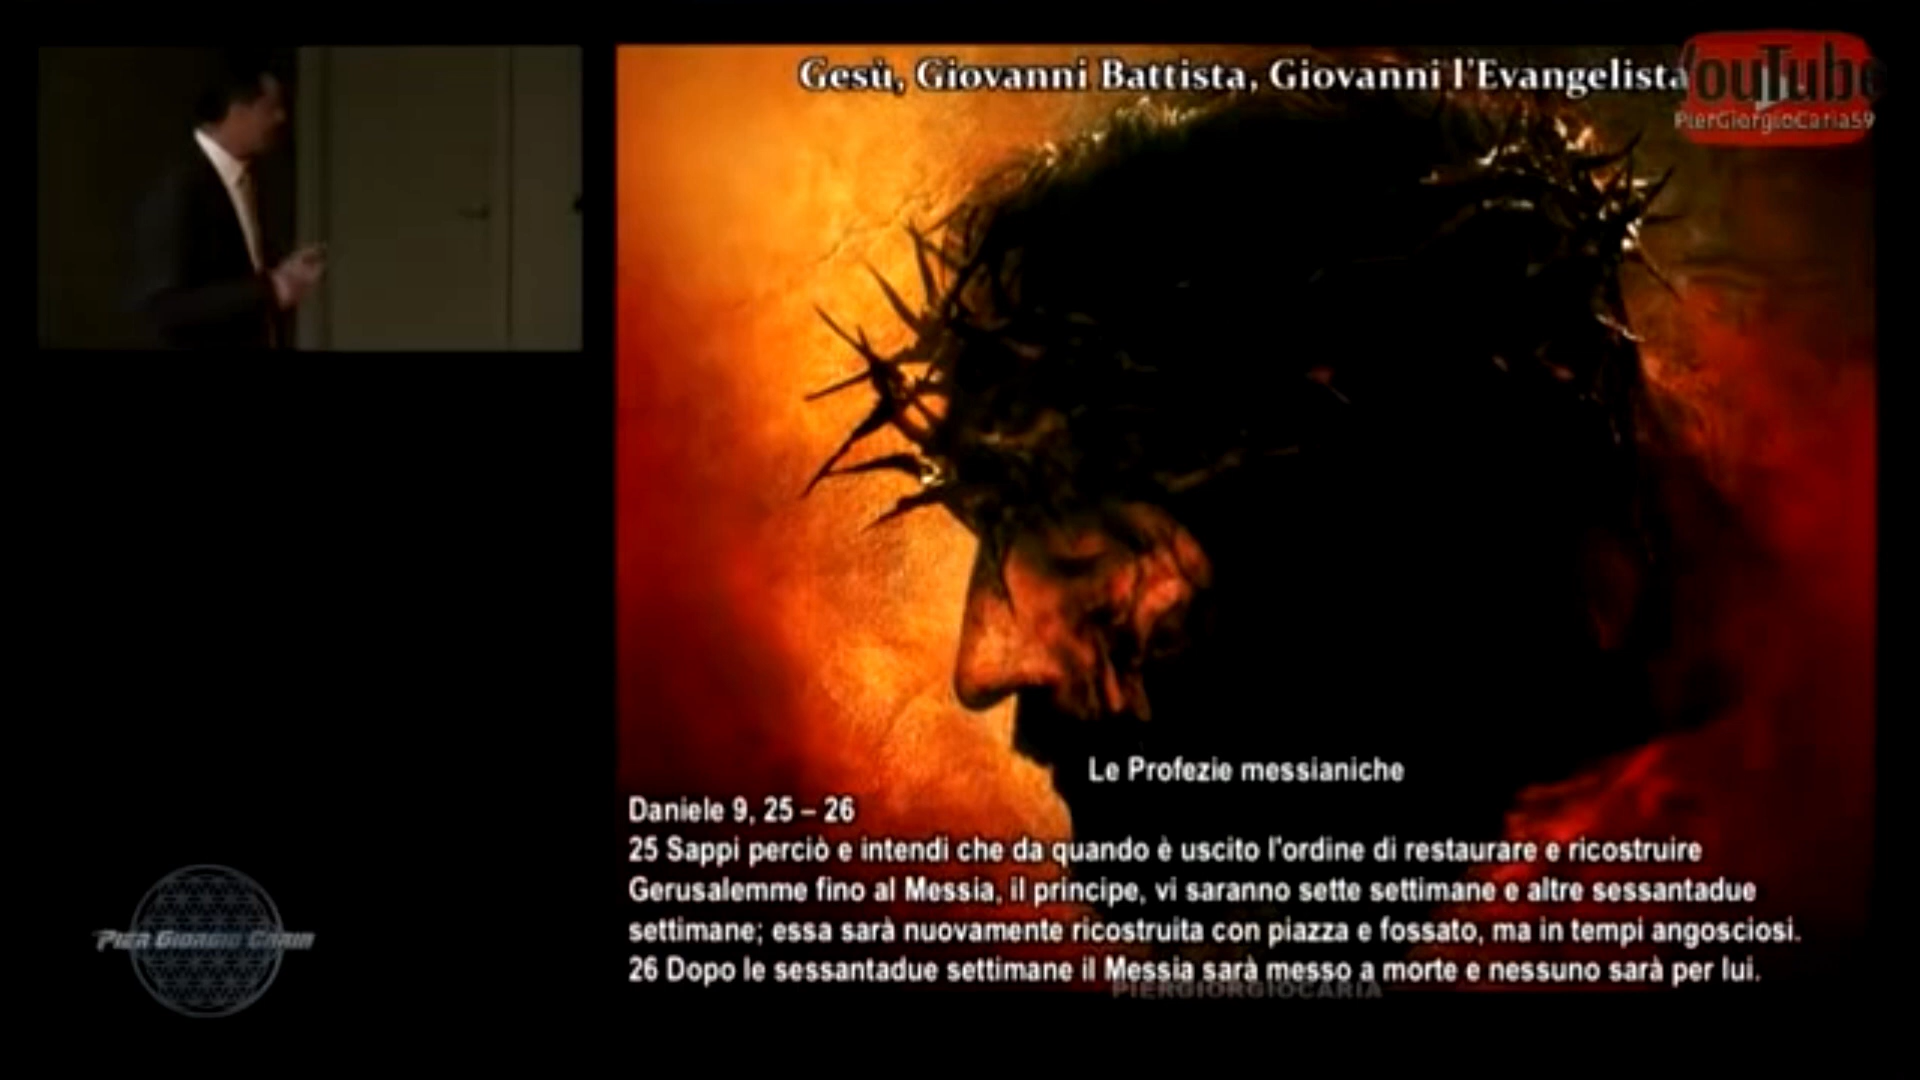 Gesù, Giovanni Battista, Giovanni l'Evangelista
YouTube
PierGiorgioCaria59
Le Profezie messianiche
Daniele 9, 25 – 26
25 Sappi perciò e intendi che da quando è uscito l'ordine di restaurare e ricostruire
Gerusalemme fino al Messia, il principe, vi saranno sette settimane e altre sessantadue
settimane; essa sarà nuovamente ricostruita con piazza e fossato, ma in tempi angosciosi.
26 Dopo le sessantadue settimane il Messia sarà messo a morte e nessuno sarà per lui.
PIERGIORGIOCARIA
PIER GIORGIO CARIA